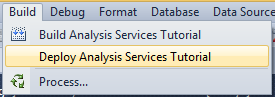 Build Debug Format Database Data Source
Build Analysis Services Tutorial
Deploy Analysis Services Tutorial
Process...